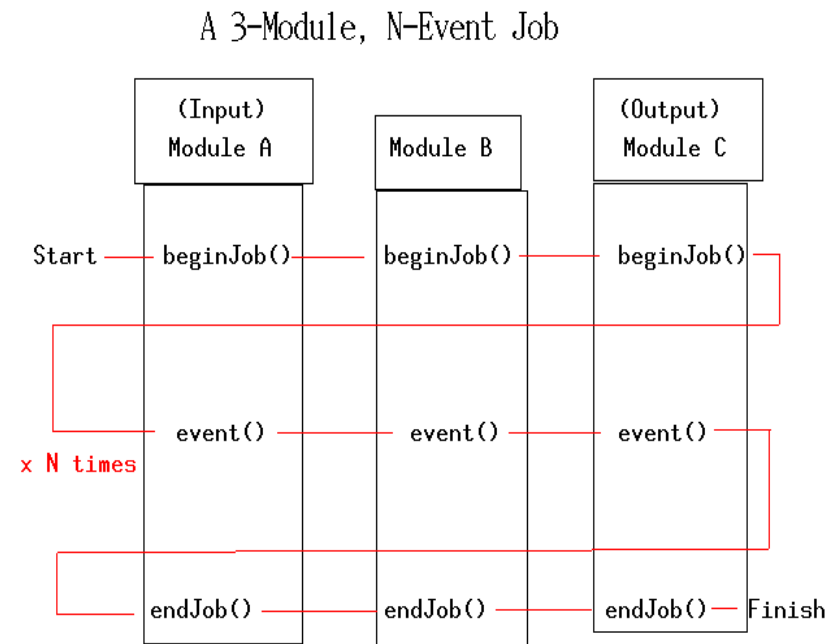 A 3-Module, N-Event Job
(Input)
Module A
Module B
(Output)
Module C
Start beginJob() beginJob() beginJob()
event() event() event()
x N times
endJob() endJob() endJob() Finish